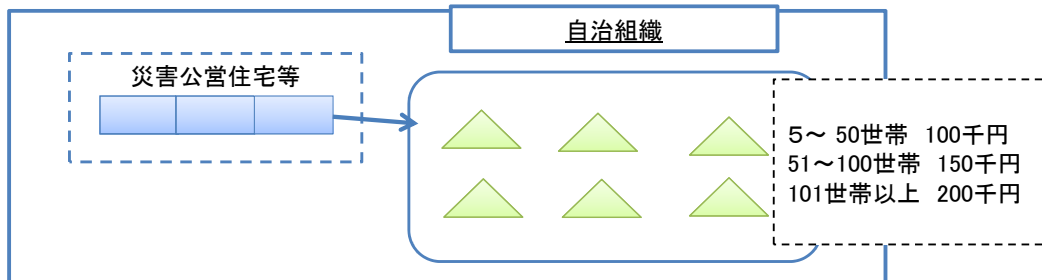 自治組織
災害公営住宅等
５～ 50世帯 100千円
51～100世帯 150千円
101世帯以上 200千円